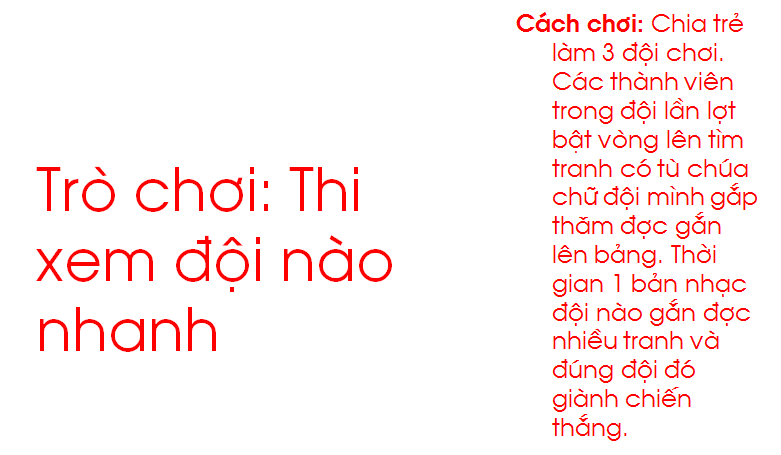 Trò chơi: Thi
xem đội nào
nhanh
Cách chơi: Chia trẻ
làm 3 đội chơi.
Các thành viên
trong đội lần lợt
bật vòng lên tìm
tranh có tù chúa
chữ đội mình gắp
thăm đợc gắn
lên bảng. Thời
gian 1 bản nhạc
đội nào gắn đợc
nhiều tranh và
đúng đội đó
giành chiến
thắng.